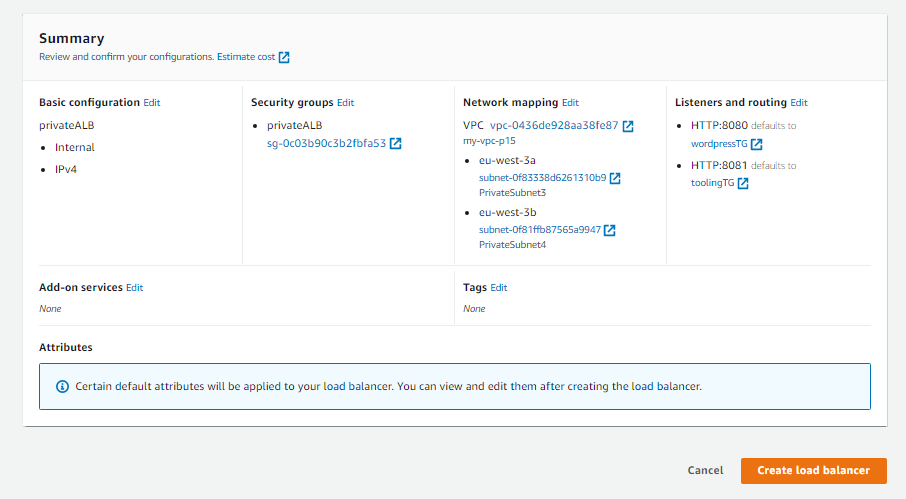 Summary
Review and confirm your configurations. Estimate cost
Basic configuration Edit
privateALB
Internal
IPv4
Security groups Edit
privateALB
sg-0c03b90c3b2fbfa53
Network mapping Edit
VPC vpc-0436de928aa38fe87
my-vpc-p15
eu-west-3a
subnet-0f83338d6261310b9
PrivateSubnet3
eu-west-3b
subnet-0f81ffb87565a9947
PrivateSubnet4
Listeners and routing Edit
HTTP:8080 defaults to
wordpressTG
HTTP:8081 defaults to
toolingTG
Add-on services Edit
None
Tags Edit
None
Attributes
Certain default attributes will be applied to your load balancer. You can view and edit them after creating the load balancer.
Cancel
Create load balancer